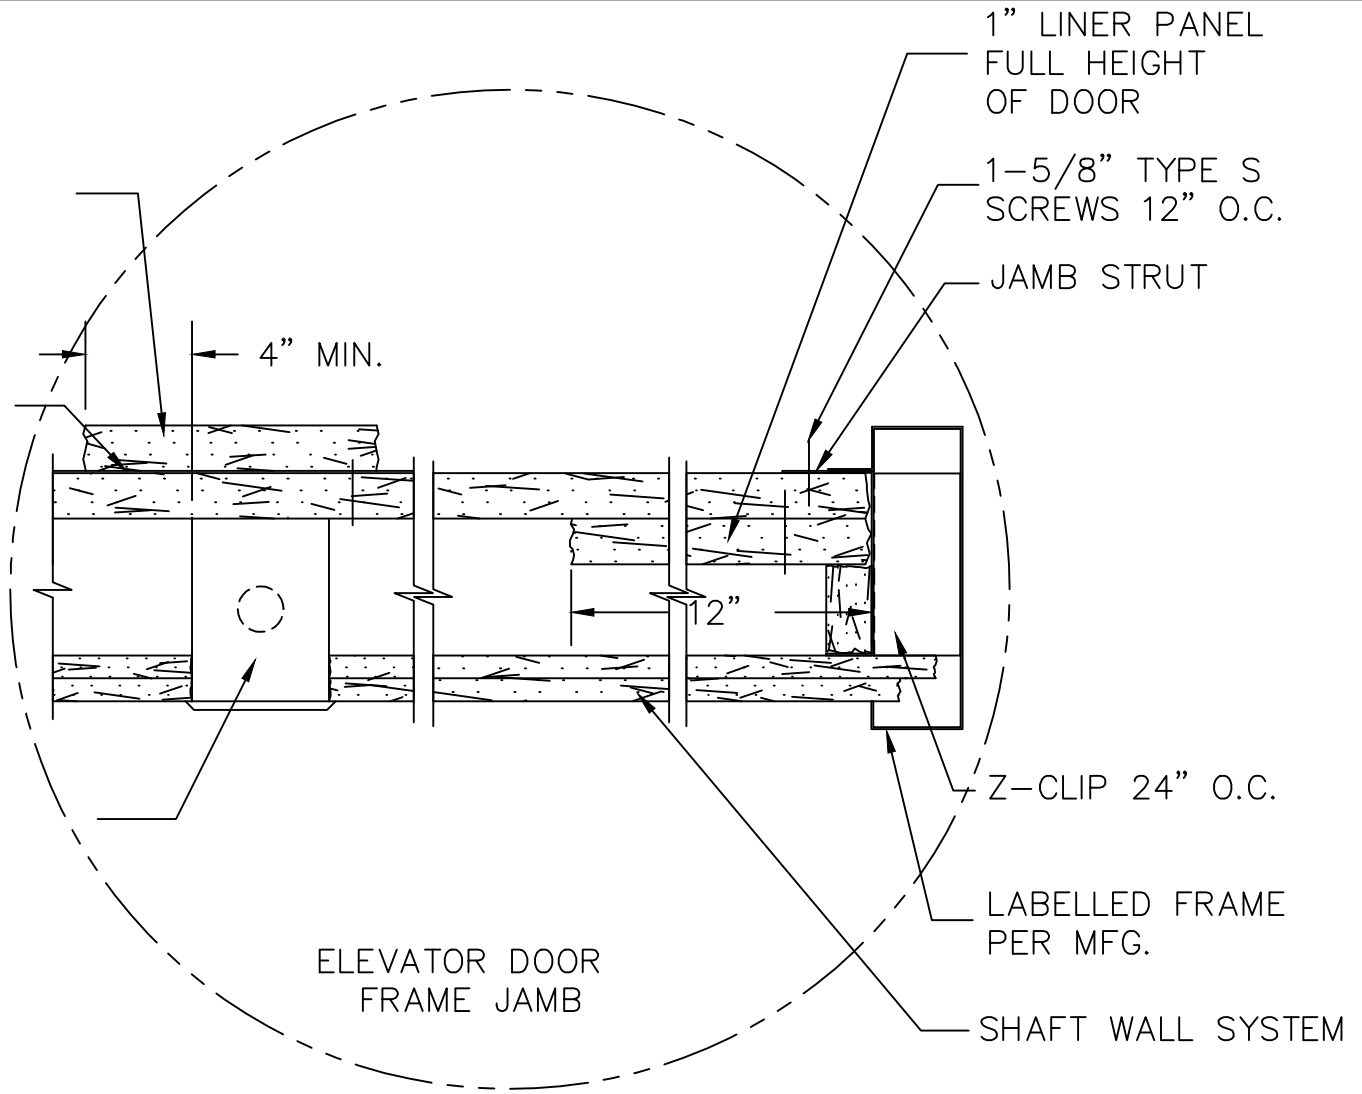 1” LINER PANEL
FULL HEIGHT
OF DOOR
1-5/8” TYPE S
SCREWS 12” O.C.
JAMB STRUT
4” MIN.
12”
Z-CLIP 24” O.C.
LABELLED FRAME
PER MFG.
ELEVATOR DOOR
FRAME JAMB
SHAFT WALL SYSTEM